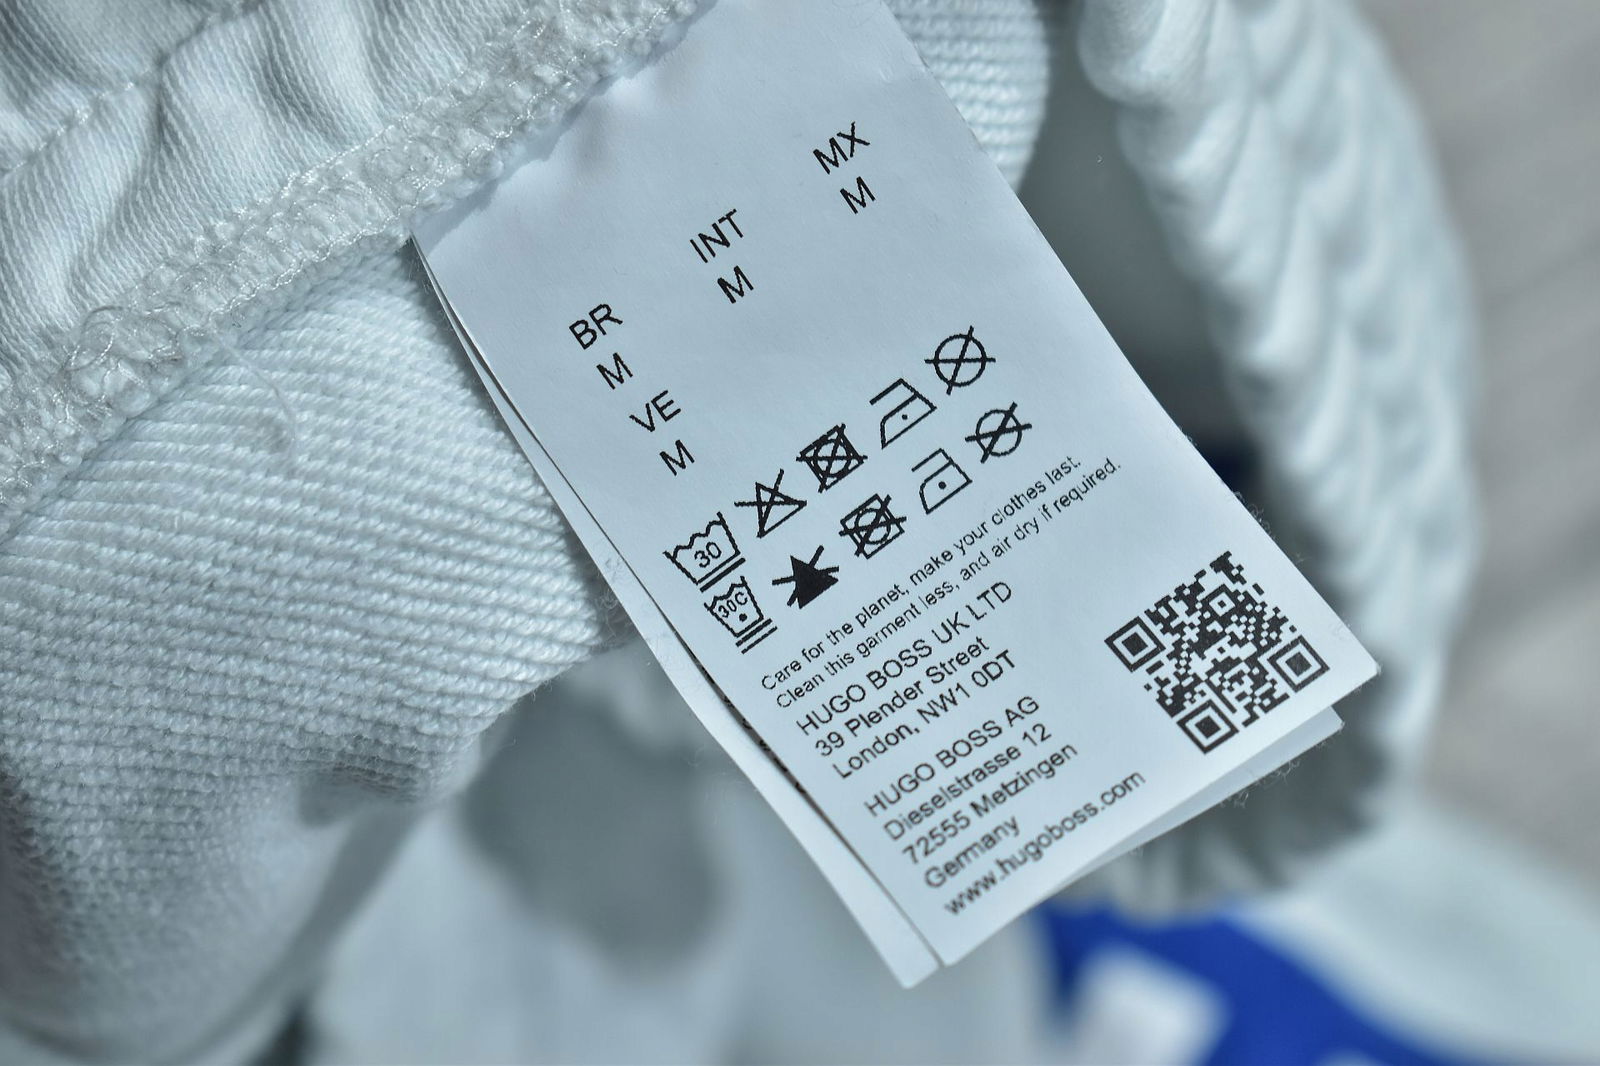 BR
M
INT
M
MX
M
VE
M
30
30C
Care for the planet, make your clothes last.
Clean this garment less, and air dry if required.
HUGO BOSS UK LTD
39 Plender Street
London, NW1 0DT
HUGO BOSS AG
Dieselstrasse 12
72555 Metzingen
Germany
www.hugoboss.com